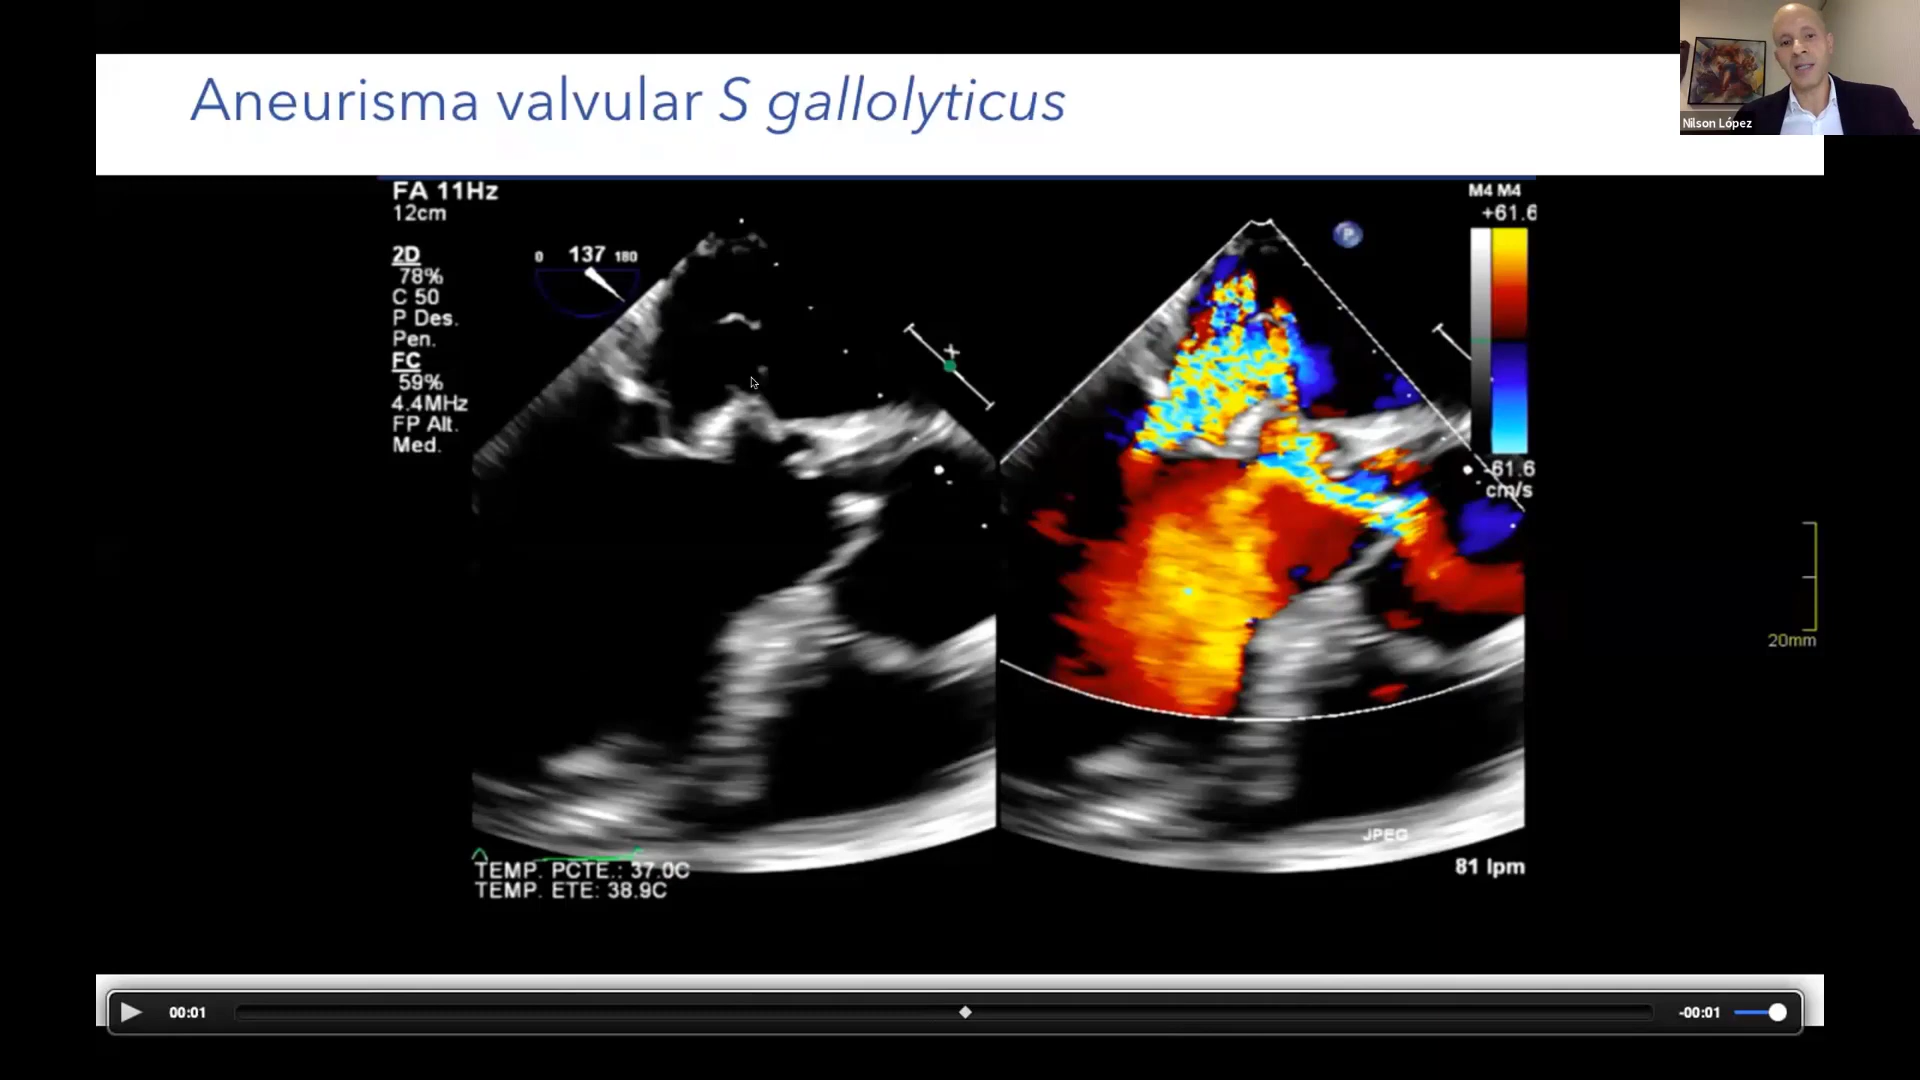 Nilson López
Aneurisma valvular S gallolyticus
FA 11Hz
12cm
2D
78%
C 50
P Des.
Pen.
FC
59%
4.4MHz
FP Alt.
Med.
0 137 180
P
M4 M4
+61.6
-61.6
cm/s
20mm
JPEG
81 lpm
TEMP. PCTE.: 37.0C
TEMP. ETE: 38.9C
00:01
-00:01